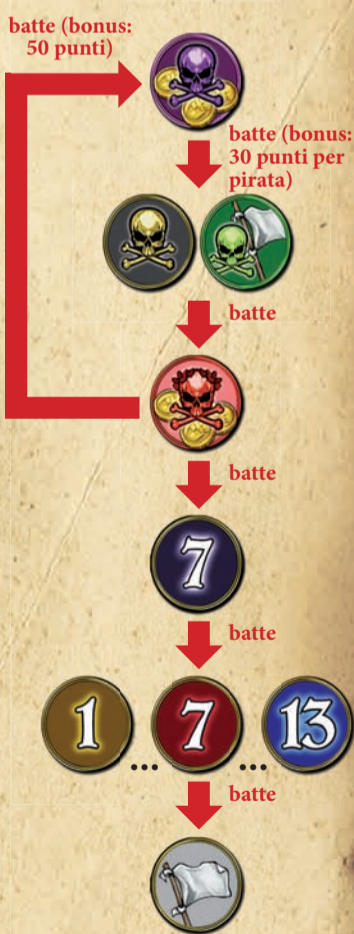 batte (bonus:
50 punti)
batte (bonus:
30 punti per
pirata)
batte
batte
7
batte
1 .... 7 ... 13
batte